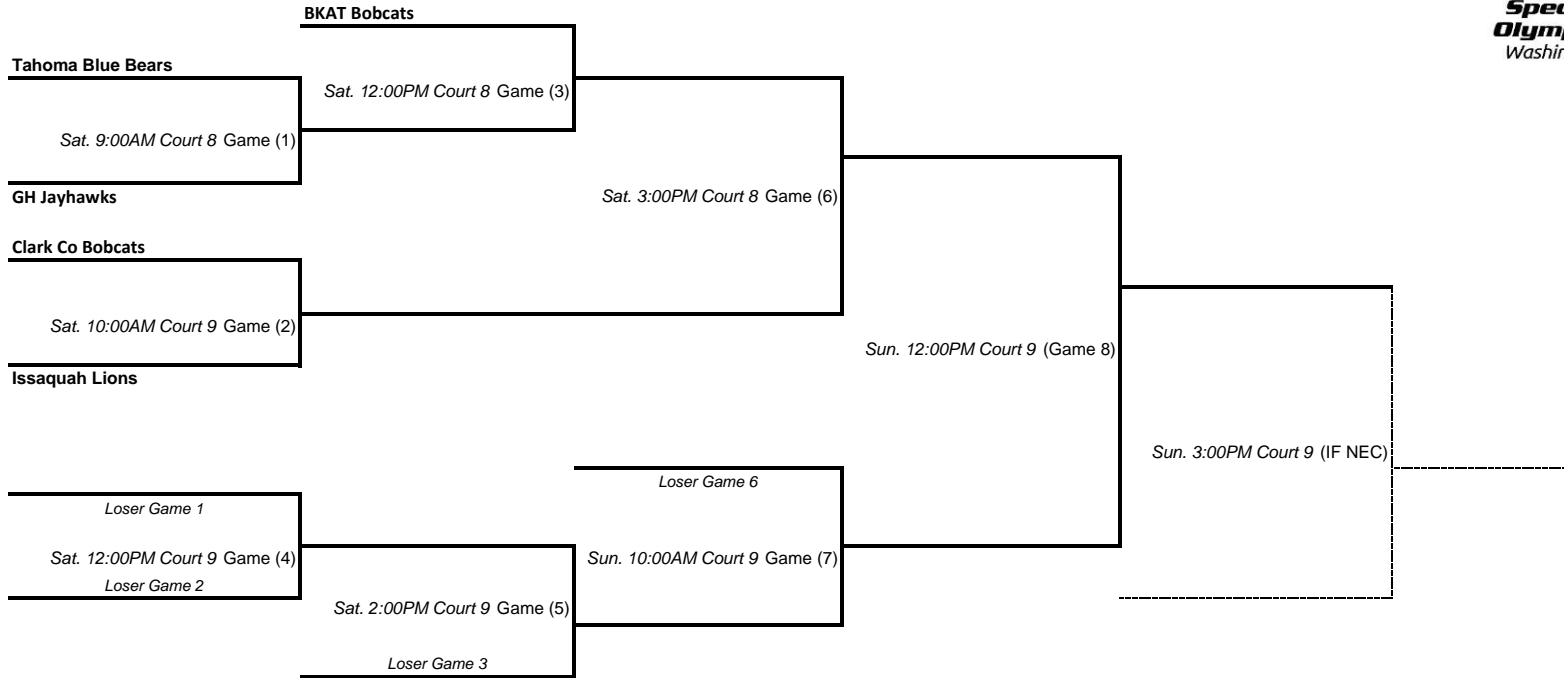 BKAT Bobcats
Tahoma Blue Bears
Sat. 12:00PM Court 8 Game (3)
Sat. 9:00AM Court 8 Game (1)
GH Jayhawks
Sat. 3:00PM Court 8 Game (6)
Clark Co Bobcats
Sat. 10:00AM Court 9 Game (2)
Sun. 12:00PM Court 9 (Game 8)
Issaquah Lions
Sun. 3:00PM Court 9 (IF NEC)
Loser Game 6
Loser Game 1
Sat. 12:00PM Court 9 Game (4)
Sun. 10:00AM Court 9 Game (7)
Loser Game 2
Sat. 2:00PM Court 9 Game (5)
Loser Game 3